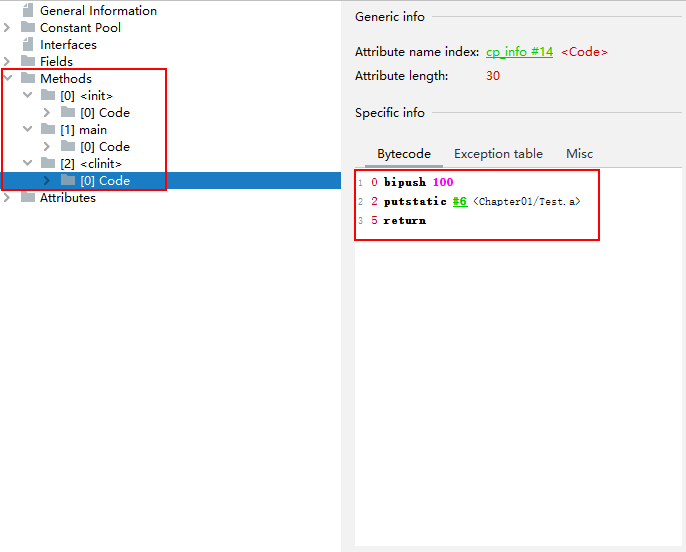 General Information
Constant Pool
Interfaces
Fields
Methods
[0] <init>
[0] Code
[1] main
[0] Code
[2] <clinit>
[0] Code
Attributes
Generic info
Attribute name index: cp_info #14 <Code>
Attribute length: 30
Specific info
Bytecode Exception table Misc
1 0 bipush 100
2 2 putstatic #6 <Chapter01/Test.a>
3 5 return